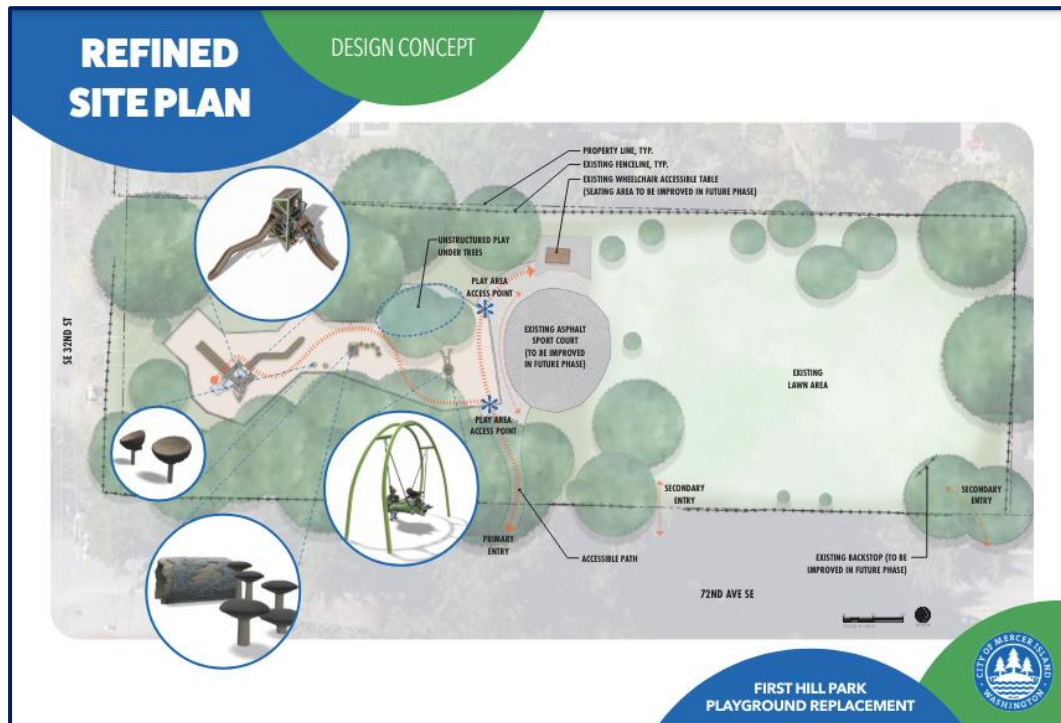 REFINED
SITE PLAN
DESIGN CONCEPT
PROPERTY LINE, TYP.
EXISTING FENCELINE, TYP.
EXISTING WHEELCHAIR ACCESSIBLE TABLE
(SEATING AREA TO BE IMPROVED IN FUTURE PHASE)
UNSTRUCTURED PLAY
UNDER TREES
PLAY AREA
ACCESS POINT
SE 32ND ST
EXISTING ASPHALT
SPORT COURT
(TO BE IMPROVED
IN FUTURE PHASE)
EXISTING
LAWN AREA
PLAY AREA
ACCESS POINT
SECONDARY
ENTRY
SECONDARY
ENTRY
PRIMARY
ENTRY
ACCESSIBLE PATH
EXISTING BACKSTOP (TO BE
IMPROVED IN FUTURE PHASE)
72ND AVE SE
FIRST HILL PARK
PLAYGROUND REPLACEMENT
CITY OF MERCER ISLAND
WASHINGTON